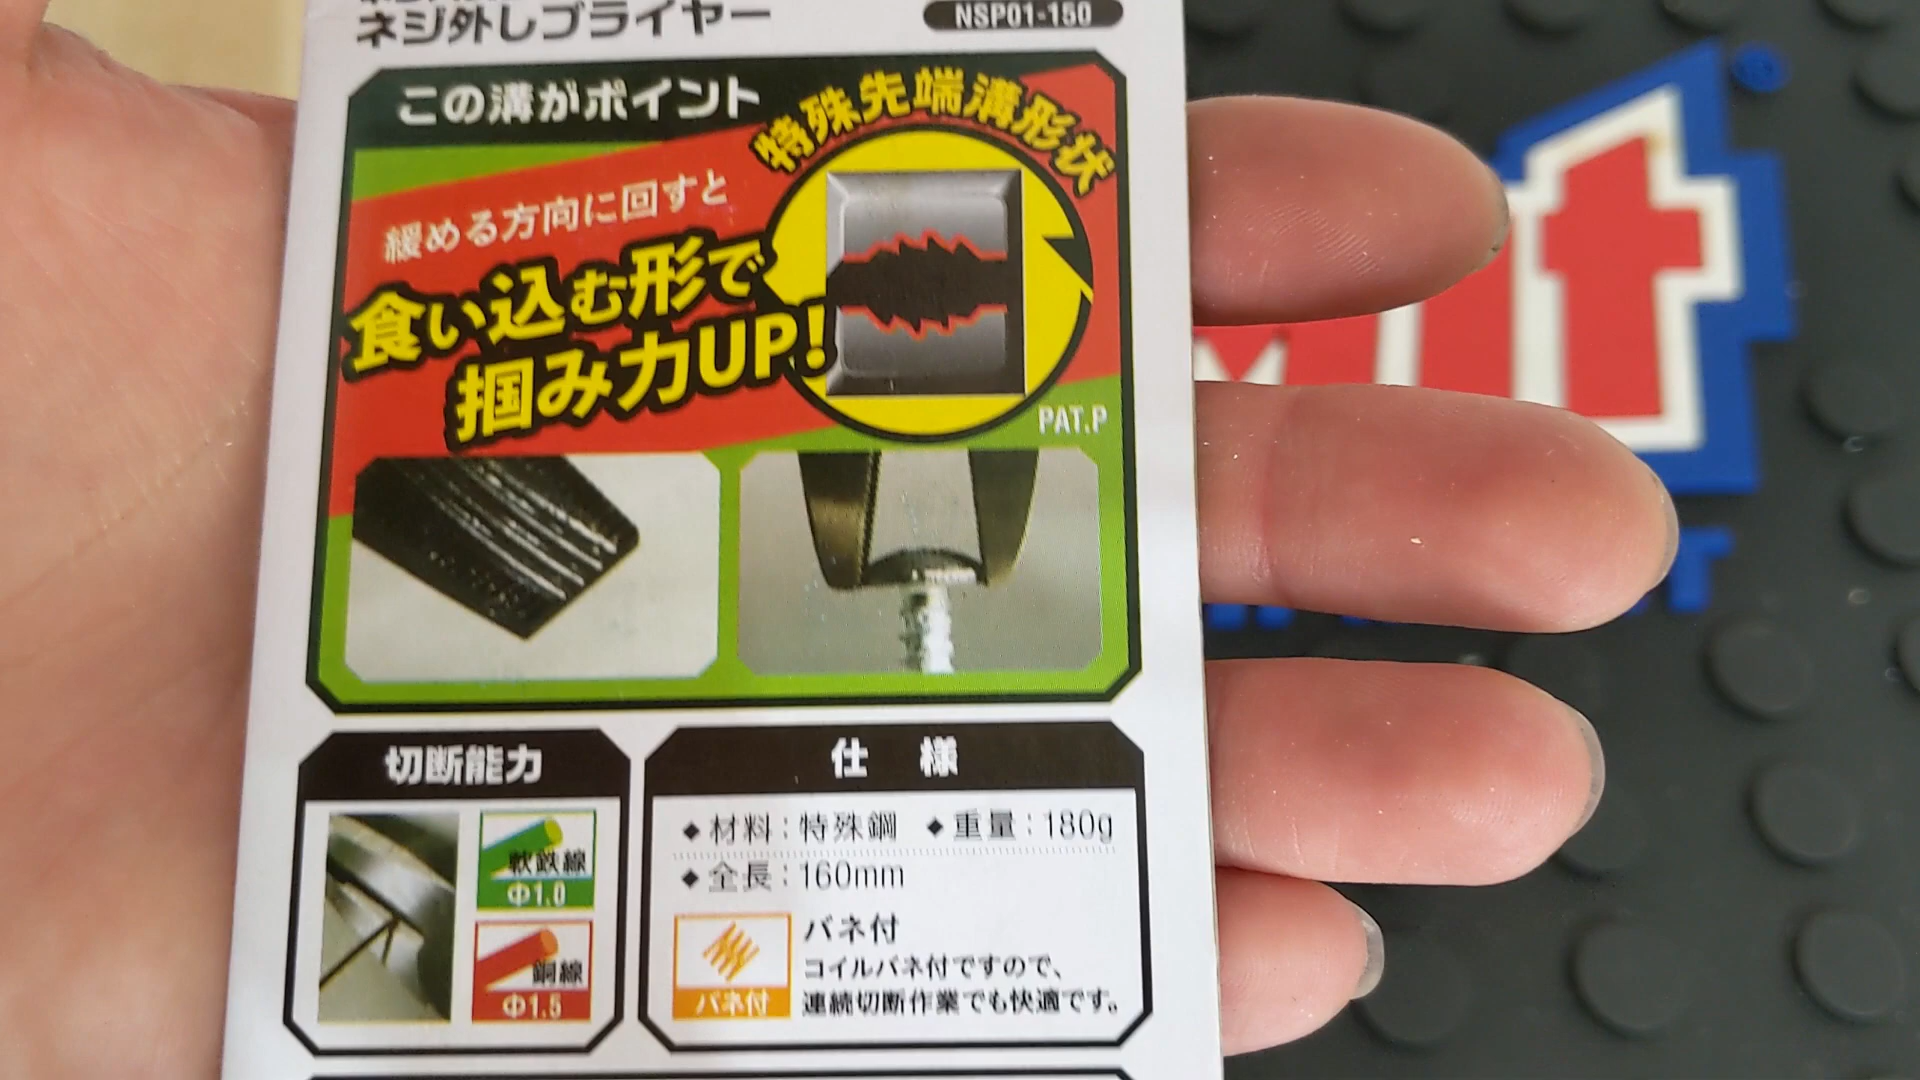 ネジ外しプライヤー
NSP01-150
この溝がポイント
特殊先端溝形状
緩める方向に回すと
食い込む形で
掴み力UP!
PAT.P
切断能力
軟鉄線
Φ1.0
銅線
Φ1.5
仕 様
◆材料:特殊鋼 ◆重量:180g
◆全長:160mm
バネ付
バネ付
コイルバネ付ですので、
連続切断作業でも快適です。